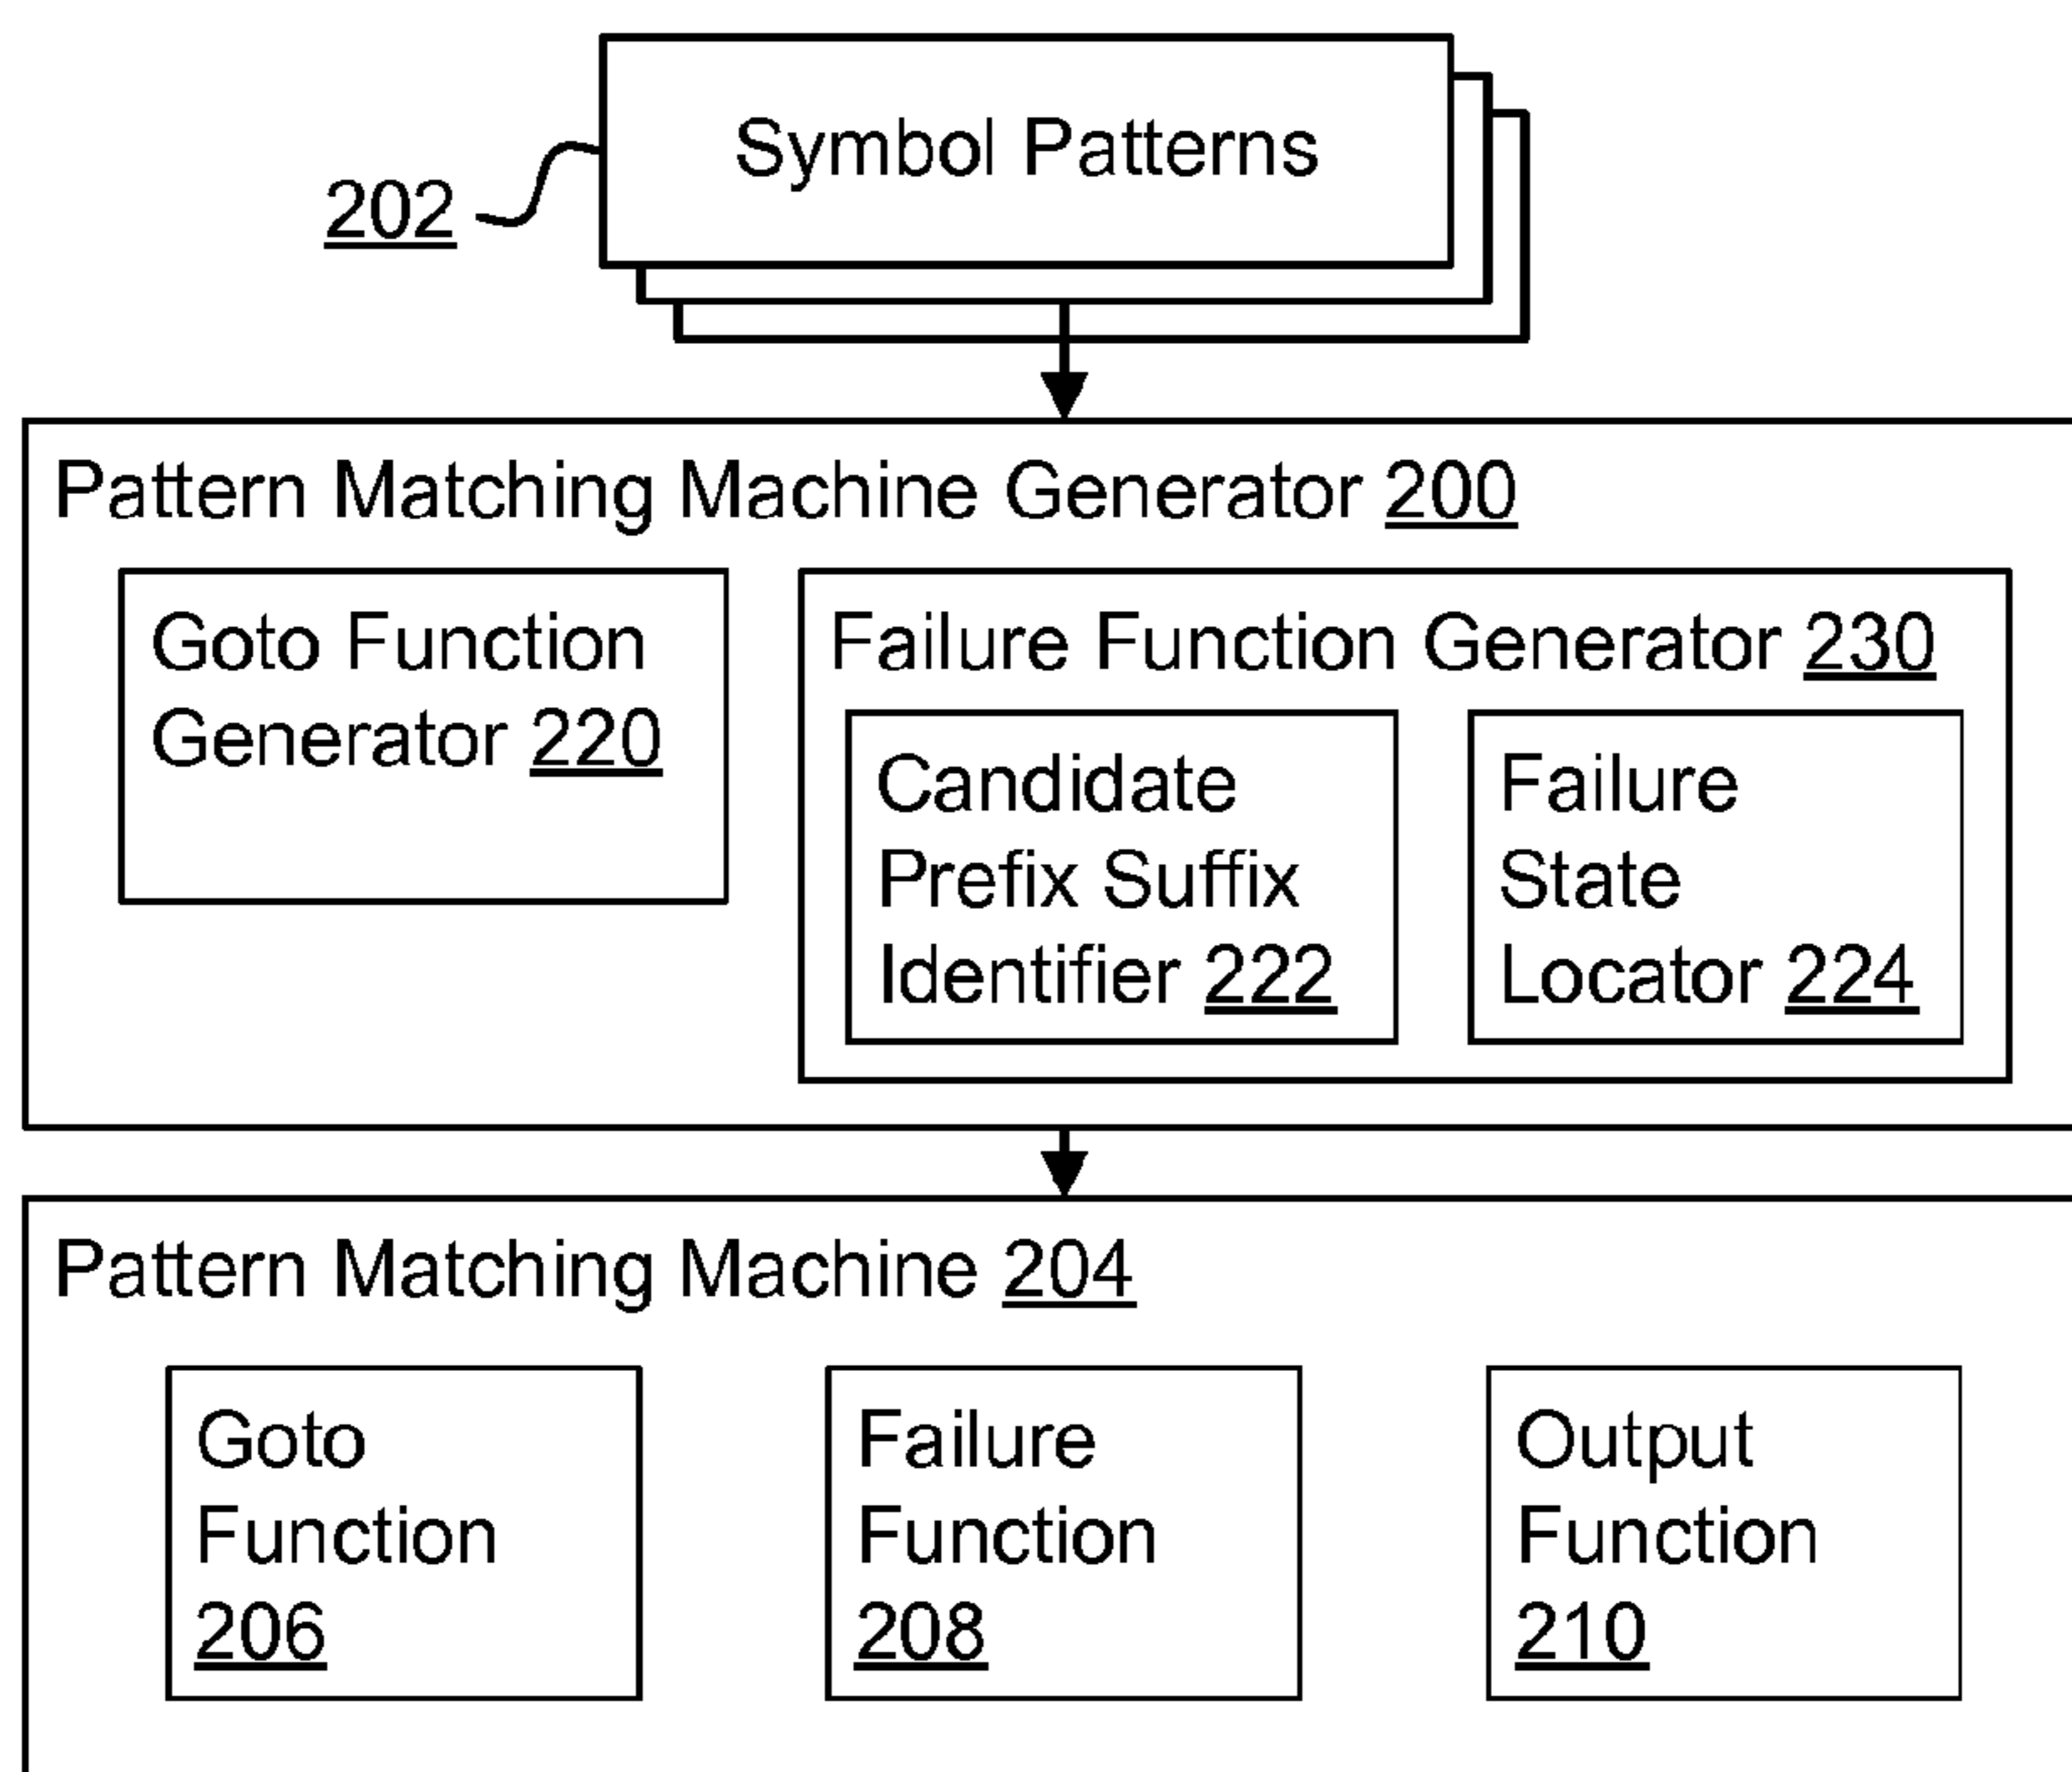 Symbol Patterns
202
Pattern Matching Machine Generator 200
Goto Function
Generator 220
Failure Function Generator 230
Candidate
Prefix Suffix
Identifier 222
Failure
State
Locator 224
Pattern Matching Machine 204
Goto
Function
206
Failure
Function
208
Output
Function
210